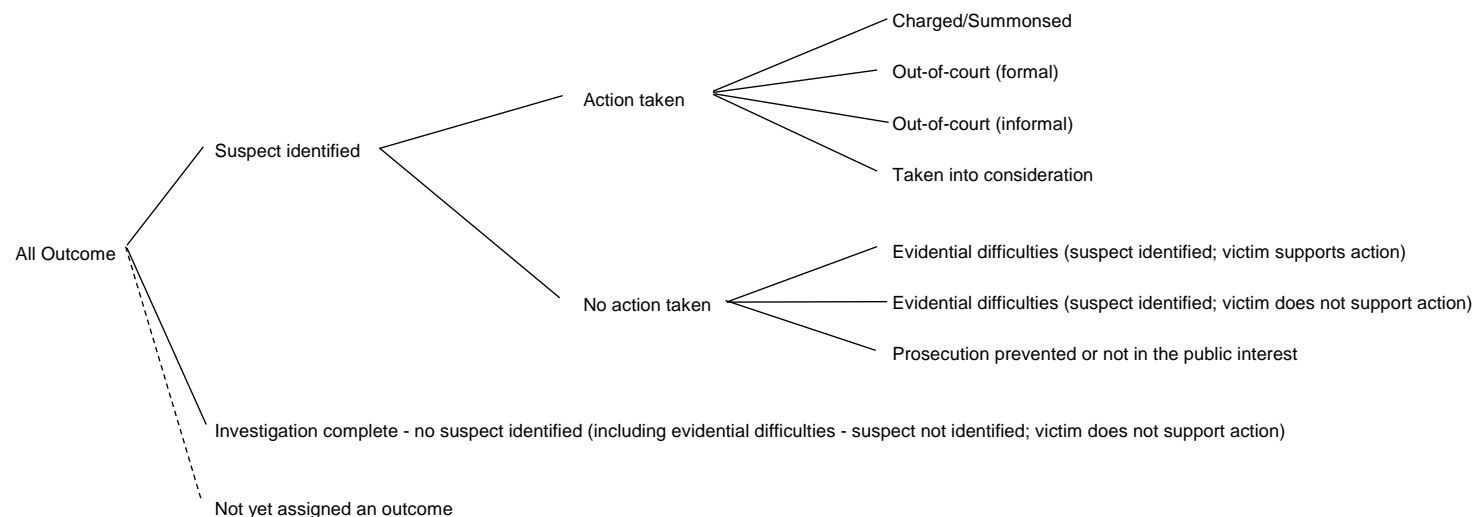 Charged/Summonsed
Out-of-court (formal)
Action taken
Out-of-court (informal)
Suspect identified
Taken into consideration
All Outcome
Evidential difficulties (suspect identified; victim supports action)
No action taken
Evidential difficulties (suspect identified; victim does not support action)
Prosecution prevented or not in the public interest
Investigation complete - no suspect identified (including evidential difficulties - suspect not identified; victim does not support action)
Not yet assigned an outcome